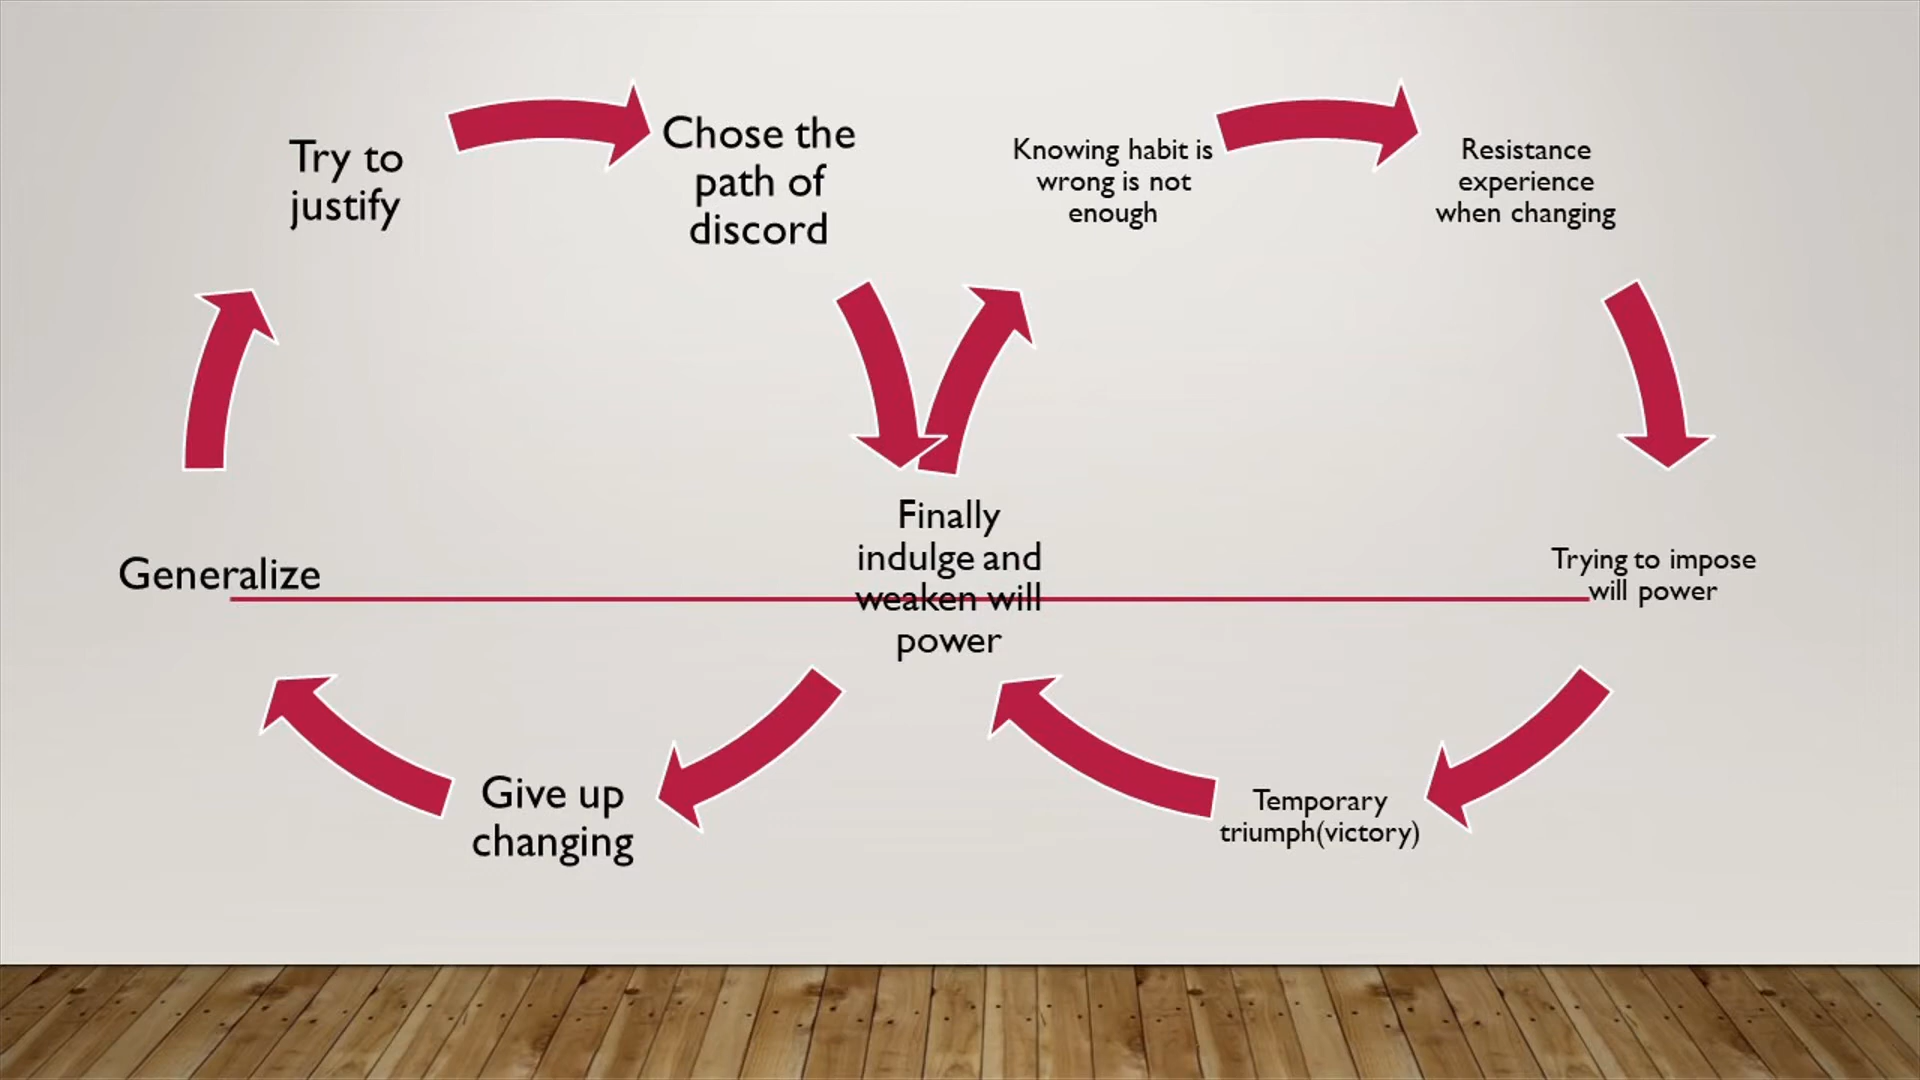 Try to
justify
Chose the
path of
discord
Knowing habit is
wrong is not
enough
Resistance
experience
when changing
Generalize
Finally
indulge and
weaken will
power
Trying to impose
will power
Give up
changing
Temporary
triumph(victory)